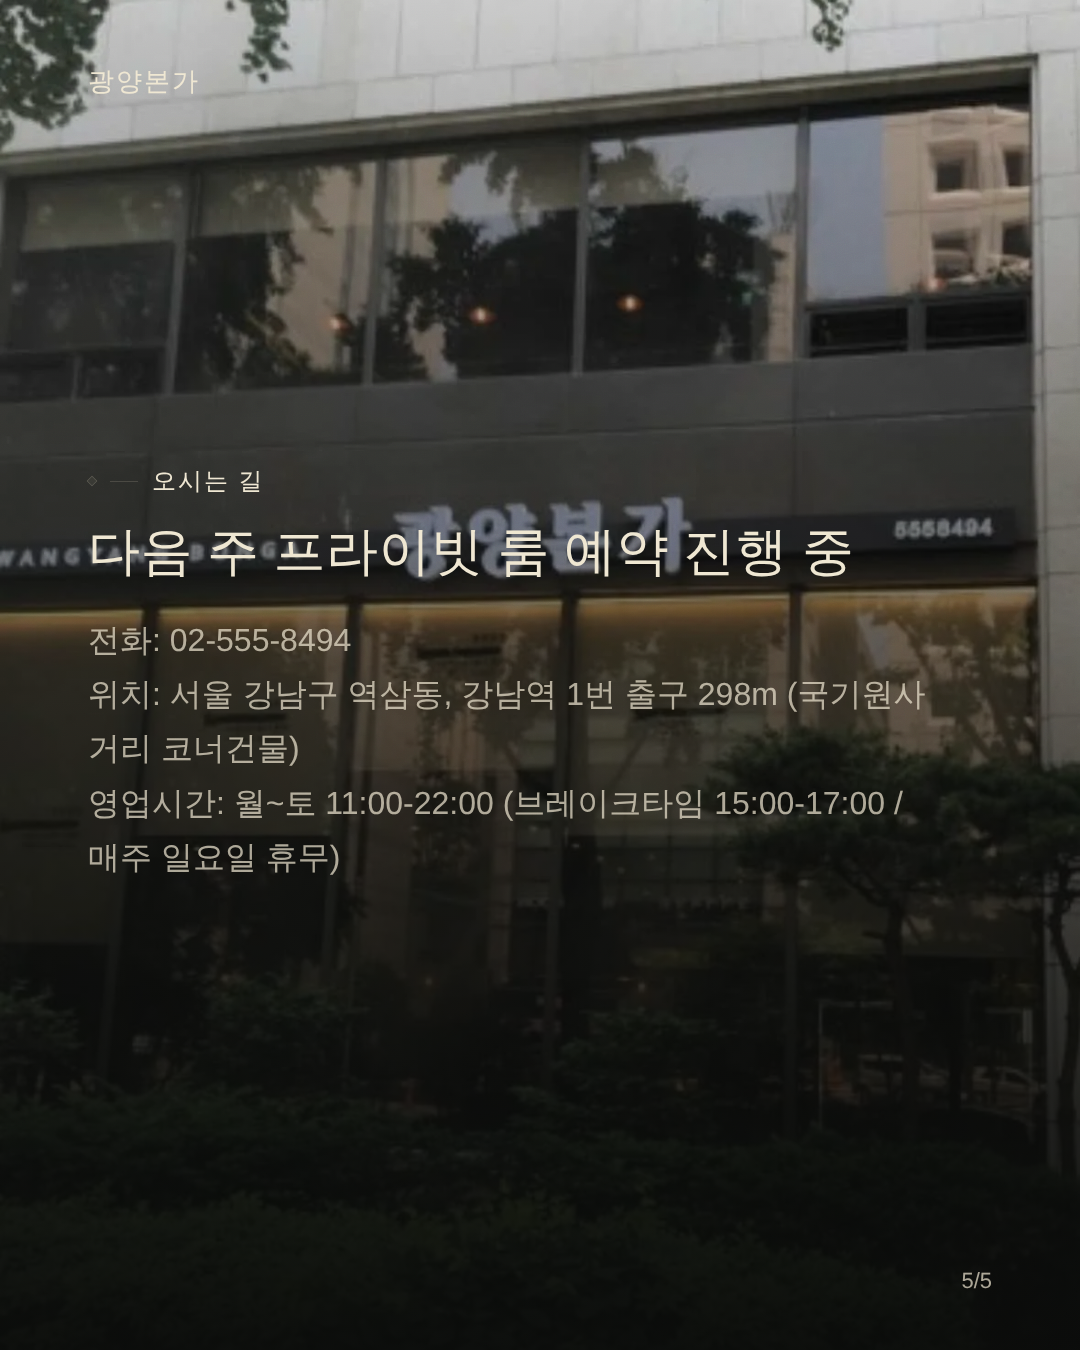 광양본가
오시는 길
광양본가
5558494
다음 주 프라이빗 룸 예약 진행 중
전화: 02-555-8494
위치: 서울 강남구 역삼동, 강남역 1번 출구 298m (국기원사
거리 코너건물)
영업시간: 월~토 11:00-22:00 (브레이크타임 15:00-17:00 /
매주 일요일 휴무)
5/5